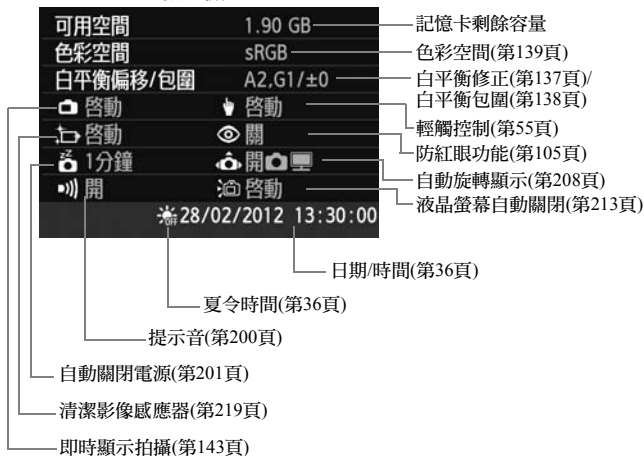 可用空間 1.90 GB
色彩空間 sRGB
白平衡偏移/包圍 A2,G1/±0
啓動 啓動
啓動 關
1分鐘 開
開 啓動
OFF 28/02/2012 13:30:00
記憶卡剩餘容量
色彩空間(第139頁)
白平衡修正(第137頁)/
白平衡包圍(第138頁)
輕觸控制(第55頁)
防紅眼功能(第105頁)
自動旋轉顯示(第208頁)
液晶螢幕自動關閉(第213頁)
日期/時間(第36頁)
夏令時間(第36頁)
提示音(第200頁)
自動關閉電源(第201頁)
清潔影像感應器(第219頁)
即時顯示拍攝(第143頁)